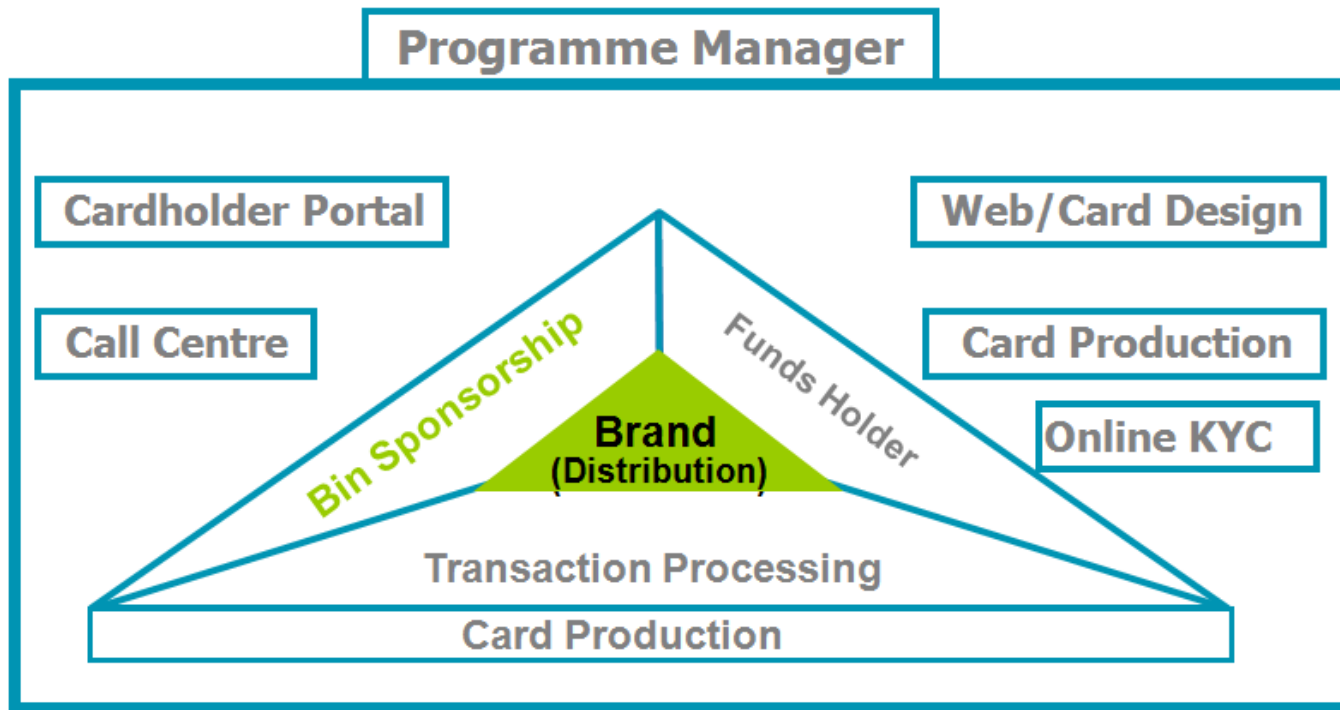 Programme Manager
Cardholder Portal
Web/Card Design
Call Centre
Bin Sponsorship
Funds Holder
Card Production
Online KYC
Brand
(Distribution)
Transaction Processing
Card Production